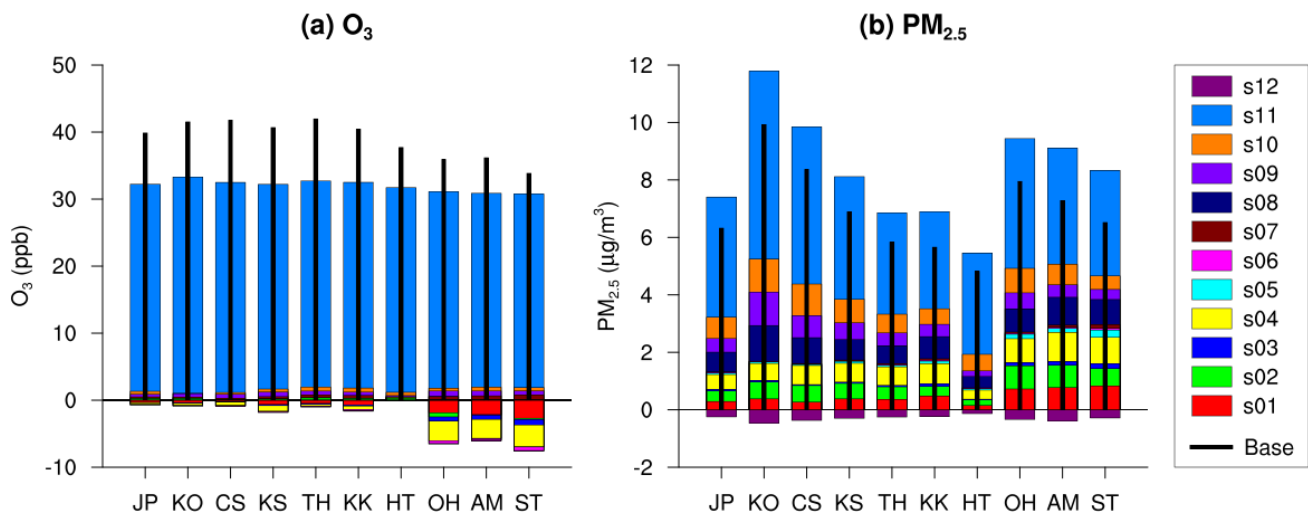 (a) O₃
50
40
30
20
10
0
-10
O₃ (ppb)
JP KO CS KS TH KK HT OH AM ST
(b) PM₂.₅
12
10
8
6
4
2
0
-2
PM₂.₅ (μg/m³)
JP KO CS KS TH KK HT OH AM ST
s12
s11
s10
s09
s08
s07
s06
s05
s04
s03
s02
s01
Base